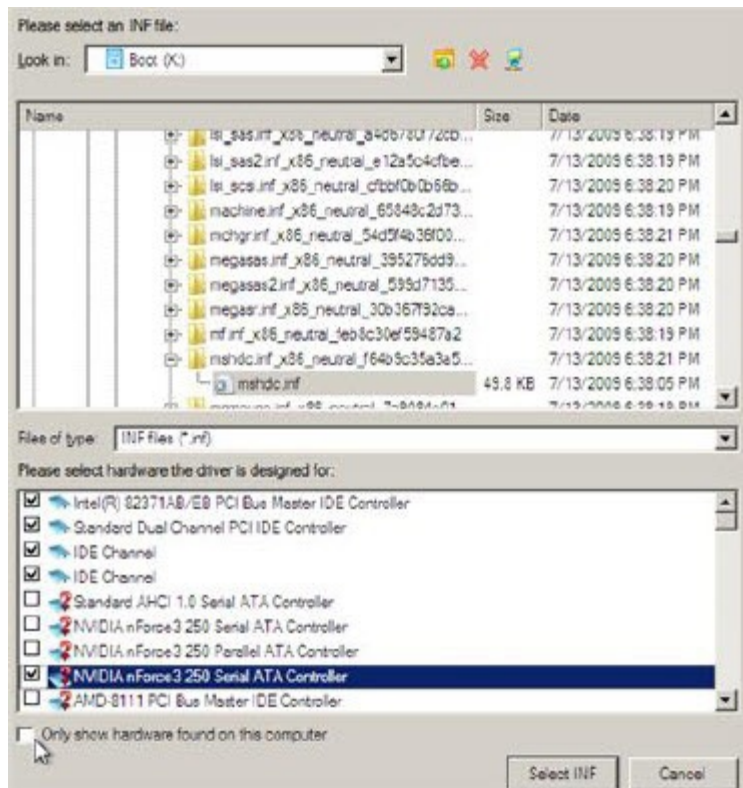 Please select an INF file:
Look in: Boot (X:)
Name Size Date
7/13/2009 6:38:19 PM
lsi_sas2.inf_x86_neutral_e12a5c4cfbe... 7/13/2009 6:38:19 PM
lsi_scsi.inf_x86_neutral_cfbbf0b0b66b... 7/13/2009 6:38:20 PM
machine.inf_x86_neutral_65848c2d73... 7/13/2009 6:38:19 PM
mchgr.inf_x86_neutral_54d5f4b36f00... 7/13/2009 6:38:21 PM
megasas.inf_x86_neutral_395276dd9... 7/13/2009 6:38:20 PM
megasas2.inf_x86_neutral_599d7135... 7/13/2009 6:38:20 PM
megasr.inf_x86_neutral_30b367f92ca... 7/13/2009 6:38:20 PM
mf.inf_x86_neutral_feb8c30ef59487a2 7/13/2009 6:38:19 PM
mshdc.inf_x86_neutral_f64b9c35a3a5... 7/13/2009 6:38:21 PM
mshdc.inf 49.8 KB 7/13/2009 6:38:05 PM
Files of type: INF files (*.inf)
Please select hardware the driver is designed for:
Intel(R) 82371AB/EB PCI Bus Master IDE Controller
Standard Dual Channel PCI IDE Controller
IDE Channel
IDE Channel
Standard AHCI 1.0 Serial ATA Controller
NVIDIA nForce3 250 Serial ATA Controller
NVIDIA nForce3 250 Parallel ATA Controller
NVIDIA nForce3 250 Serial ATA Controller
AMD-8111 PCI Bus Master IDE Controller
Only show hardware found on this computer
Select INF Cancel